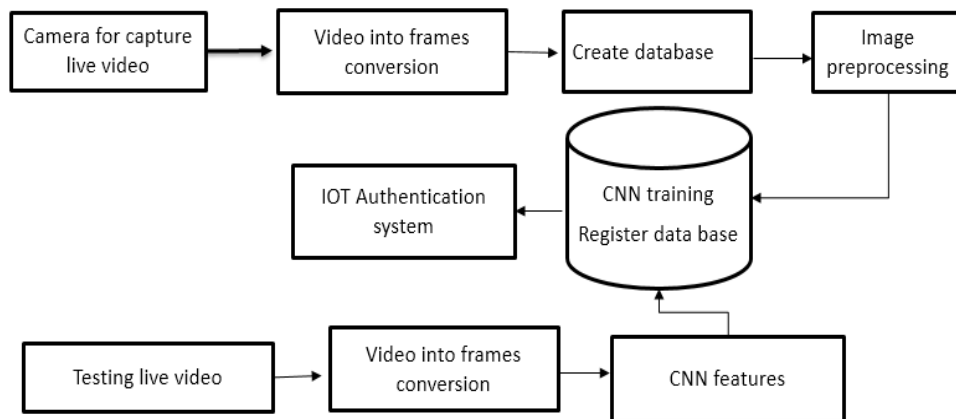 Camera for capture
live video
Video into frames
conversion
Create database
Image
preprocessing
CNN training
Register data base
IOT Authentication
system
Testing live video
Video into frames
conversion
CNN features